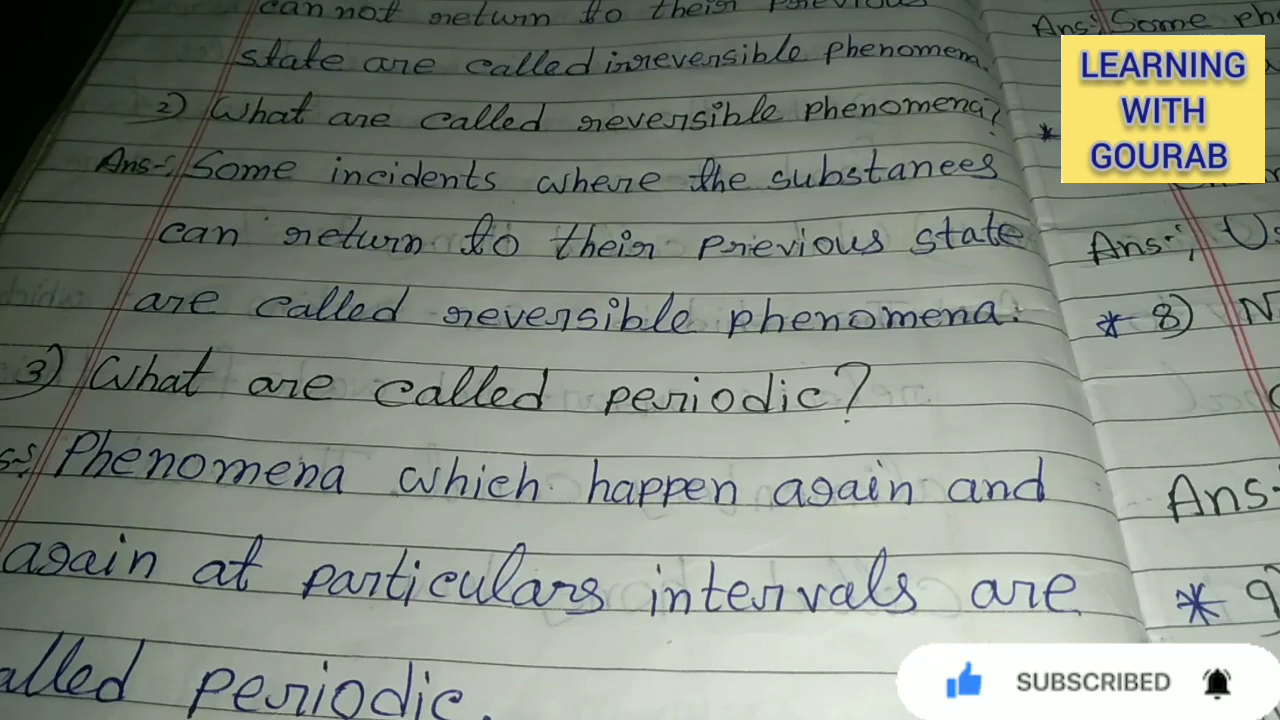 can not return to their previous
state are called irreversible phenomena.
2) What are called reversible phenomena?
Ans-: Some incidents where the substances
can return to their previous state
are called reversible phenomena.
3) What are called periodic?
Phenomena which happen again and
again at particulars intervals are
alled periodic.
Ans: Some
*
Ans-:
* 8)
Ans-
* 9
LEARNING
WITH
GOURAB
SUBSCRIBED